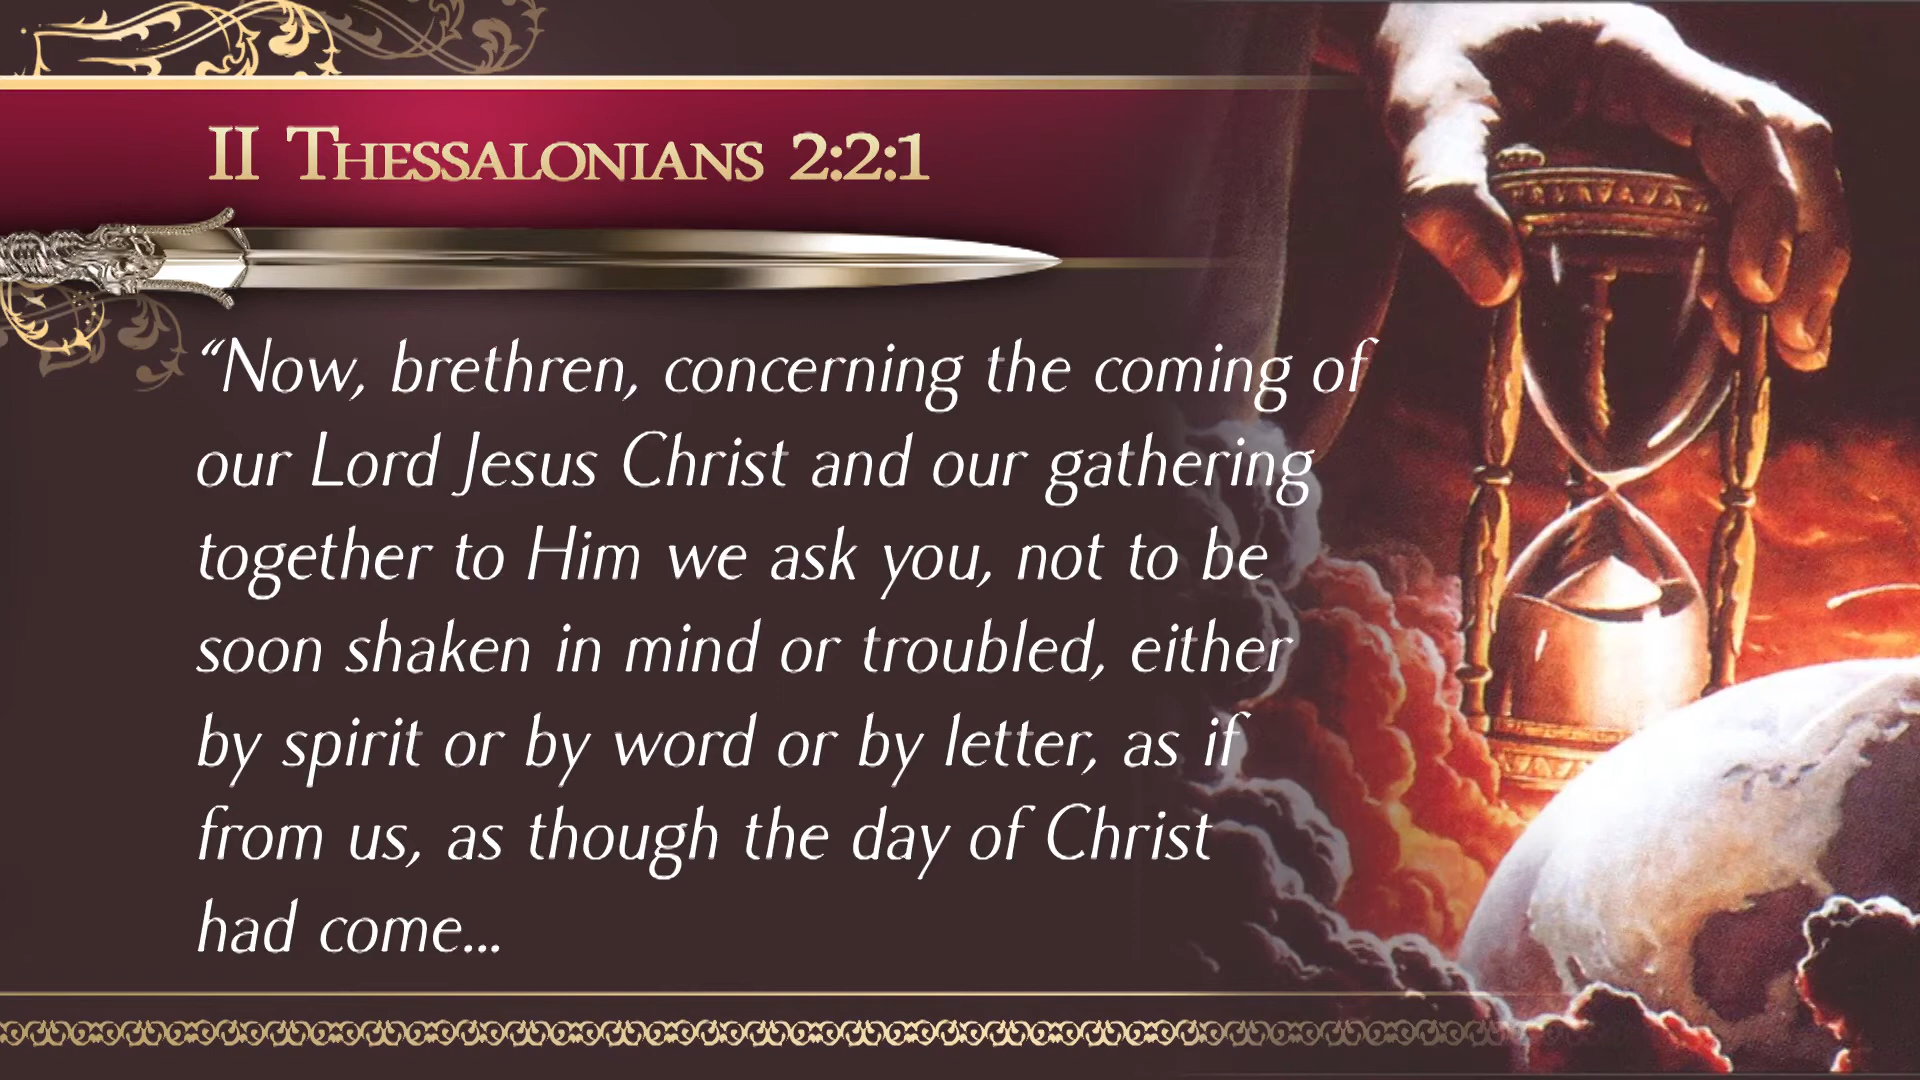 II Thessalonians 2:2:1
“Now, brethren, concerning the coming of
our Lord Jesus Christ and our gathering
together to Him we ask you, not to be
soon shaken in mind or troubled, either
by spirit or by word or by letter, as if
from us, as though the day of Christ
had come...